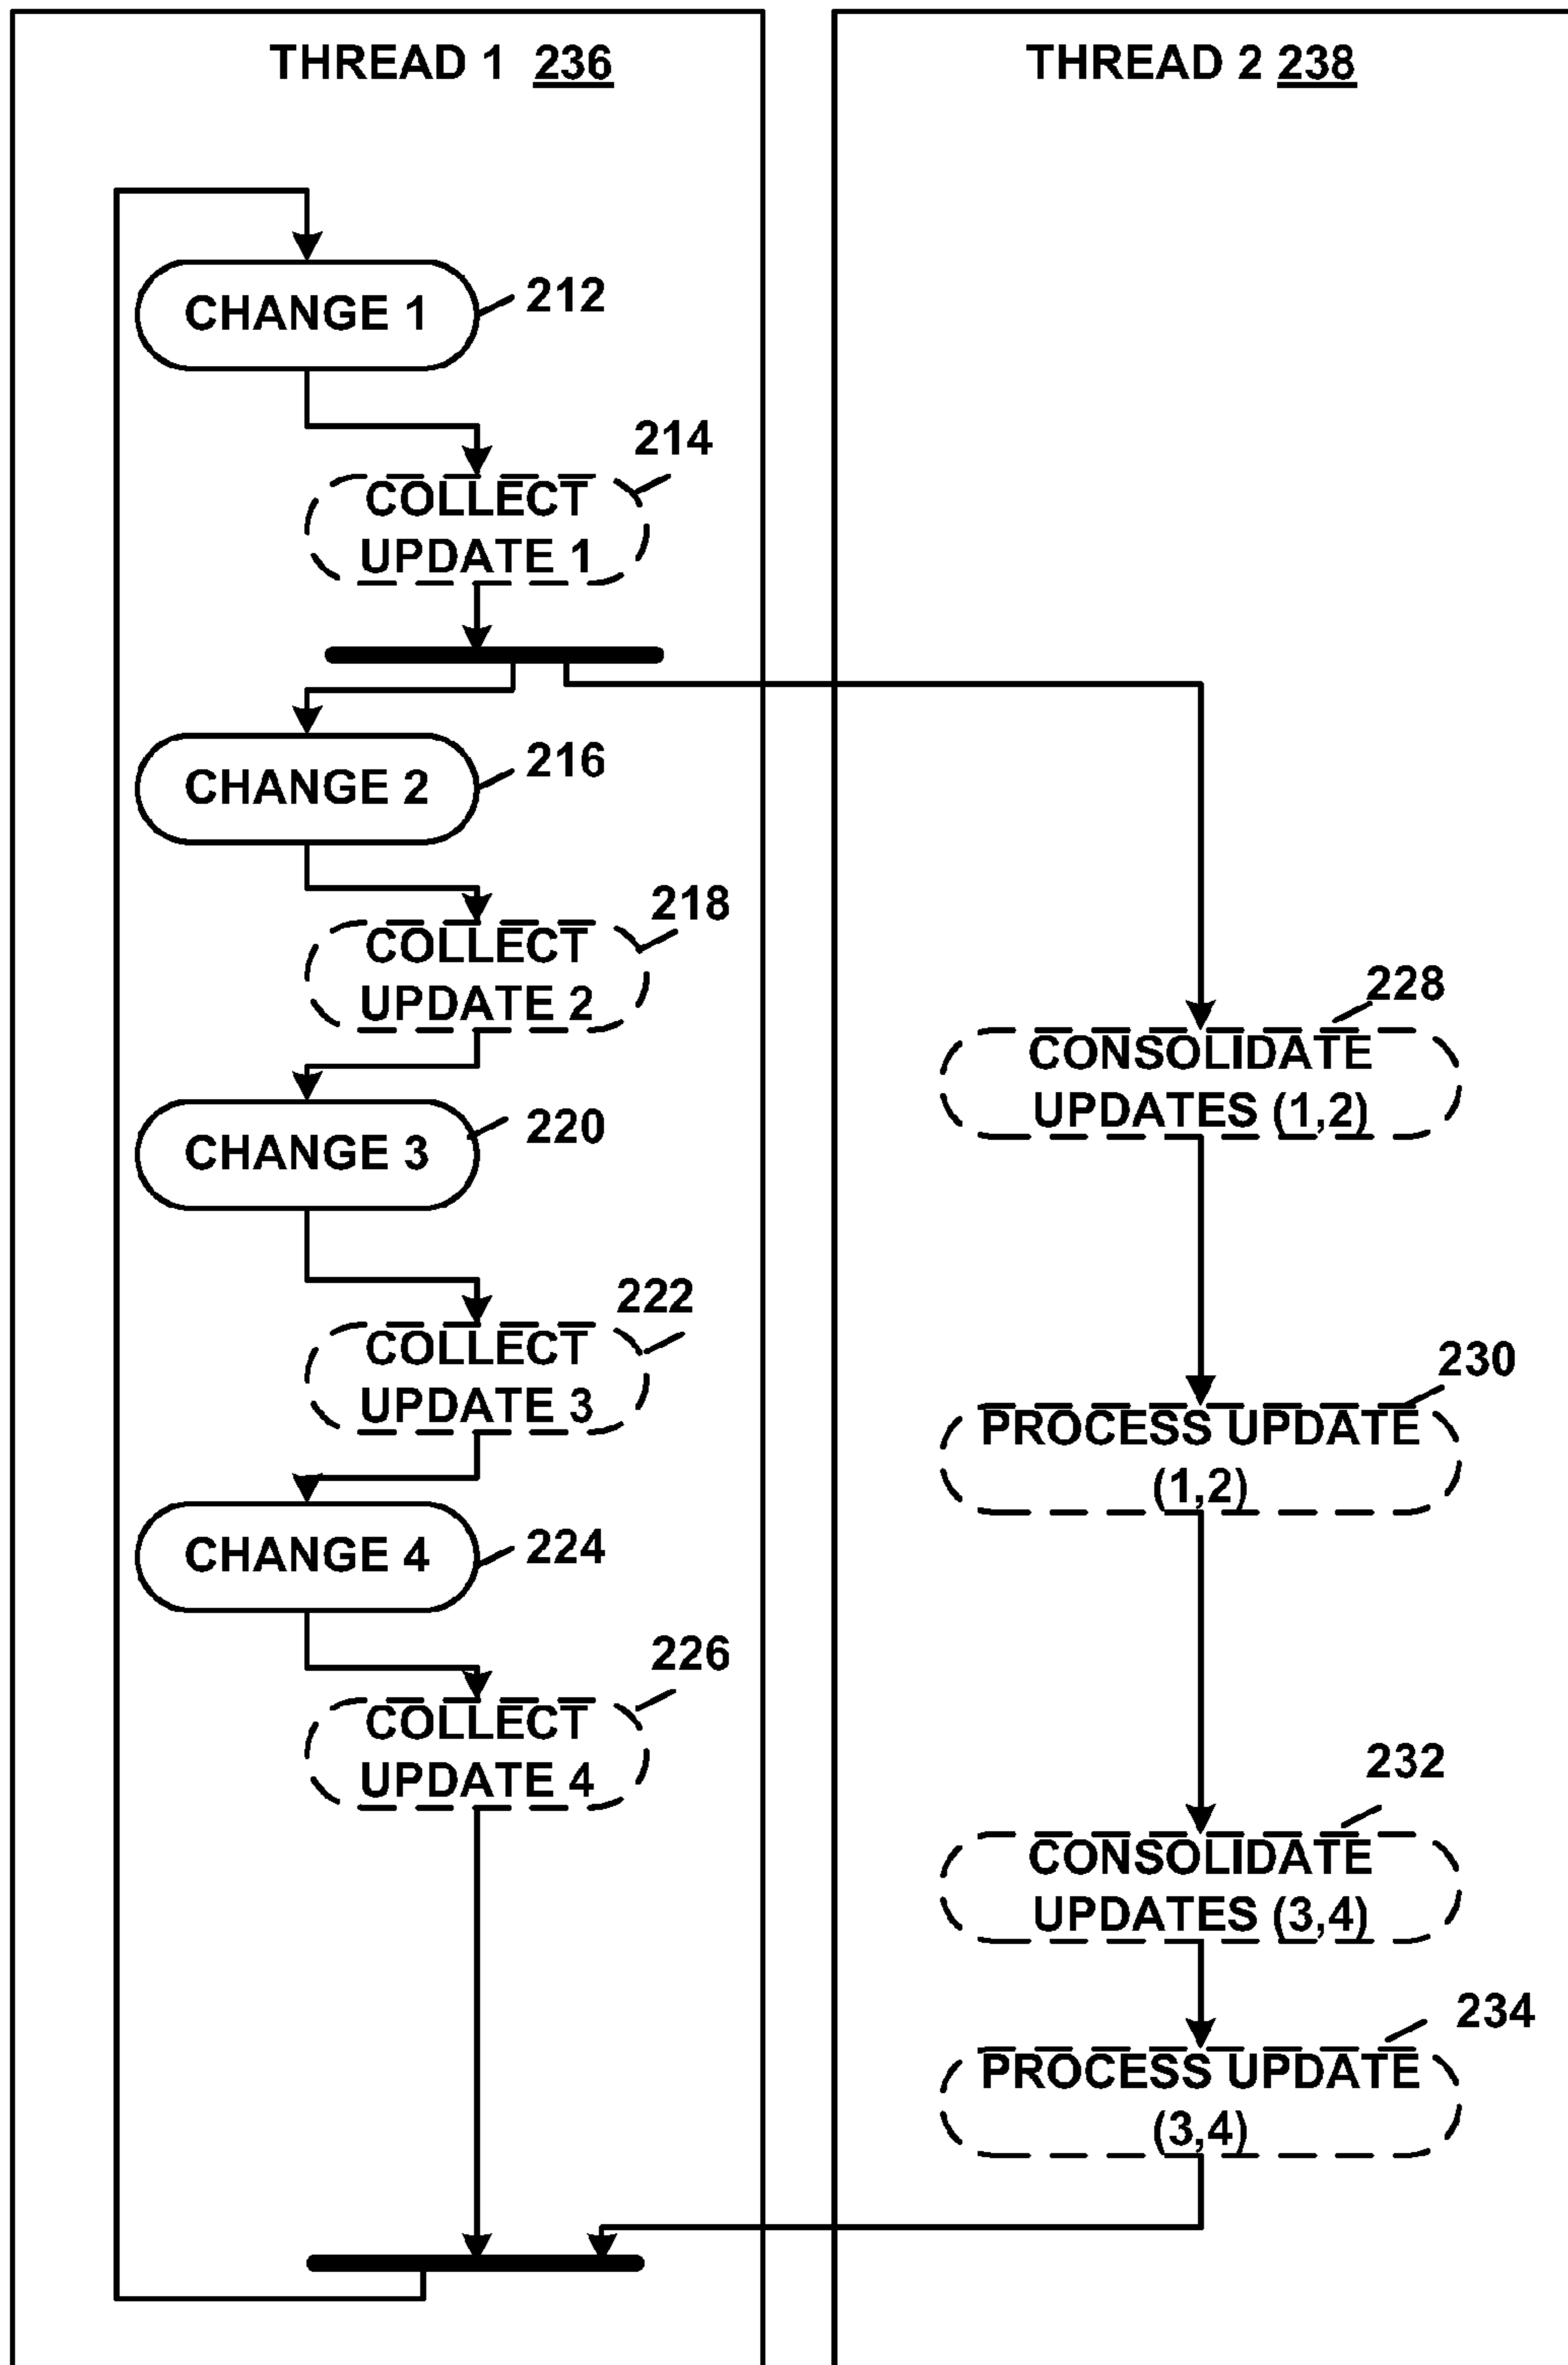 THREAD 1 236
THREAD 2 238
CHANGE 1
212
214
COLLECT
UPDATE 1
CHANGE 2
216
218
COLLECT
UPDATE 2
CHANGE 3
220
222
COLLECT
UPDATE 3
CHANGE 4
224
226
COLLECT
UPDATE 4
228
CONSOLIDATE
UPDATES (1,2)
230
PROCESS UPDATE
(1,2)
232
CONSOLIDATE
UPDATES (3,4)
234
PROCESS UPDATE
(3,4)